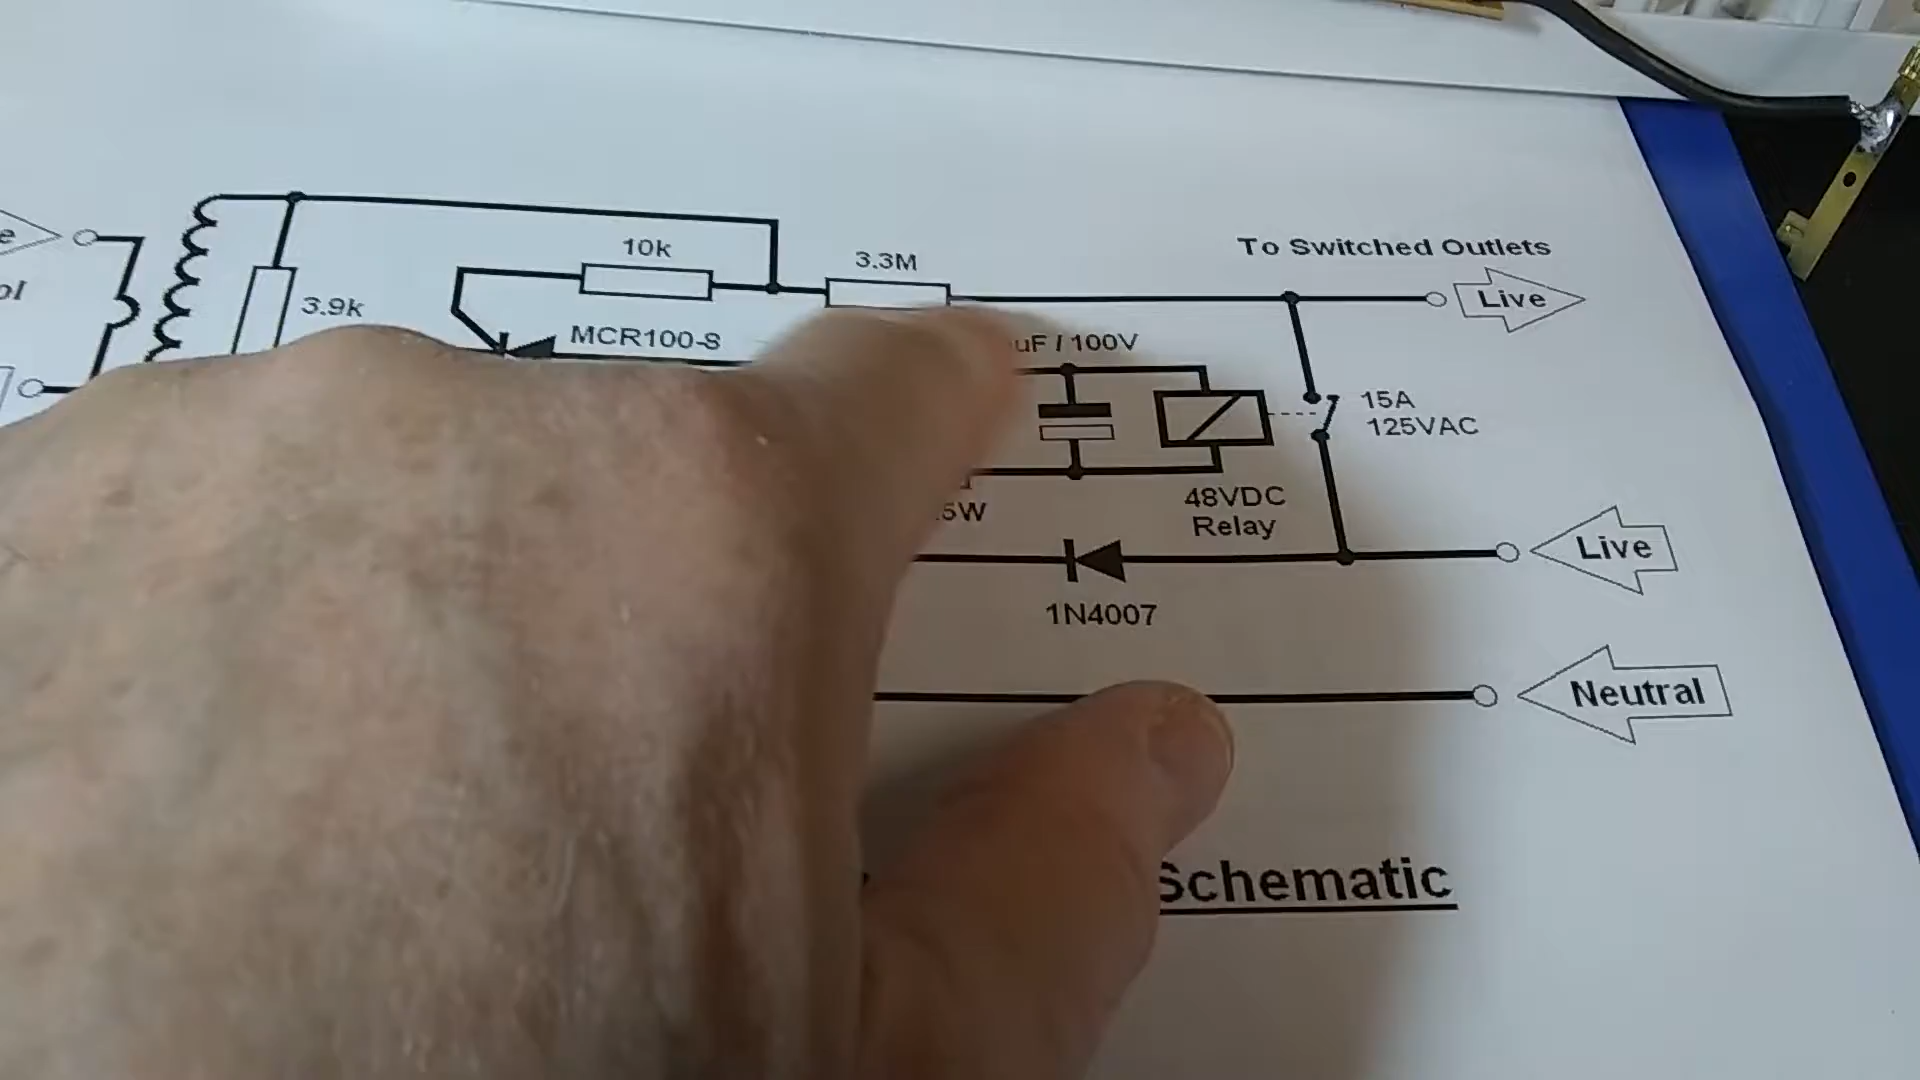 To Switched Outlets
10k
3.3M
Live
3.9k
MCR100-S
uF / 100V
15A
125VAC
48VDC
Relay
5W
Live
1N4007
Neutral
Schematic